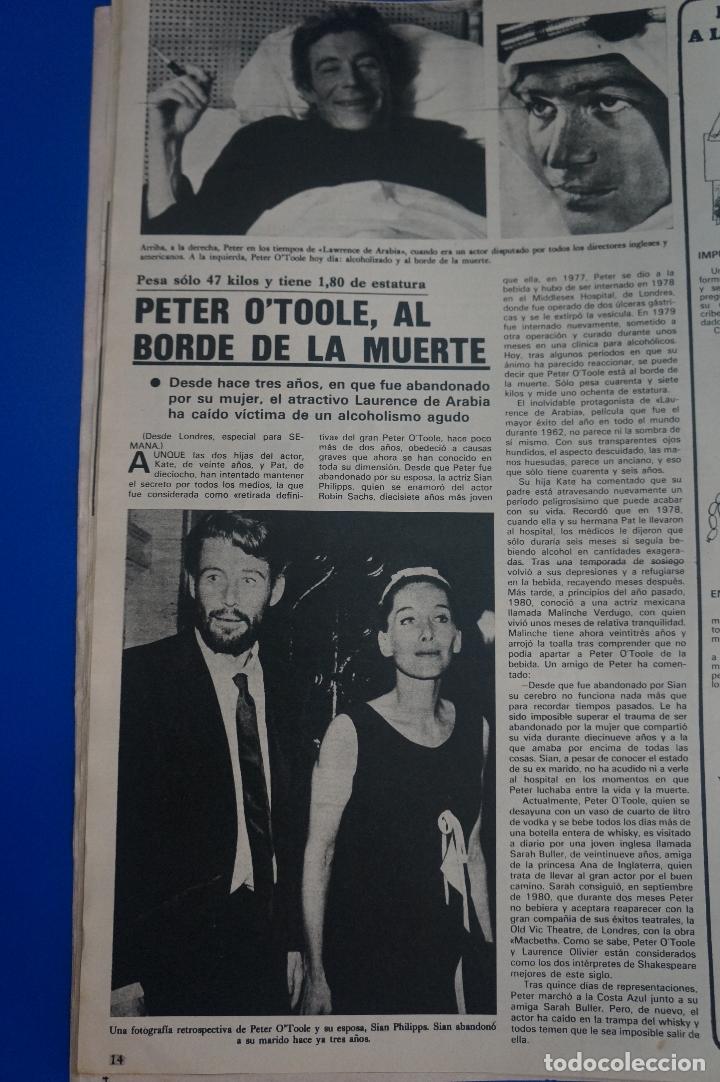 Arriba, a la derecha, Peter en los tiempos de «Lawrence de Arabia», cuando era un actor disputado por todos los directores ingleses y
americanos. A la izquierda, Peter O'Toole hoy día: alcoholizado y al borde de la muerte.
Pesa sólo 47 kilos y tiene 1,80 de estatura
PETER O'TOOLE, AL
BORDE DE LA MUERTE
● Desde hace tres años, en que fue abandonado
por su mujer, el atractivo Laurence de Arabia
ha caído víctima de un alcoholismo agudo
(Desde Londres, especial para SE-
MANA.)
AUNQUE las dos hijas del actor,
Kate, de veinte años, y Pat, de
dieciocho, han intentado mantener
el secreto por todos los medios, la que
fue considerada como «retirada defini-
tiva» del gran Peter O'Toole, hace poco
más de dos años, obedeció a causas
graves que ahora se han conocido en
toda su dimensión. Desde que Peter fue
abandonado por su esposa, la actriz Sian
Philipps, quien se enamoró del actor
Robin Sachs, diecisiete años más joven
que ella, en 1977, Peter se dio a la
bebida y hubo de ser internado en 1978
en el Middlesex Hospital, de Londres,
donde fue operado de dos úlceras gástri-
cas y se le extirpó la vesícula. En 1979
fue internado nuevamente, sometido a
otra operación y curado durante unos
meses en una clínica para alcohólicos.
Hoy, tras algunos periodos en que su
ánimo ha parecido reaccionar, se puede
decir que Peter O'Toole está al borde de
la muerte. Sólo pesa cuarenta y siete
kilos y mide uno ochenta de estatura.
El inolvidable protagonista de «Lau-
rence de Arabia», película que fue el
mayor éxito del año en todo el mundo
durante 1962, no parece ni la sombra de
sí mismo. Con sus transparentes ojos
hundidos, el aspecto descuidado, las ma-
nos huesudas, parece un anciano, y eso
que sólo tiene cuarenta y seis años.
Su hija Kate ha comentado que su
padre está atravesando nuevamente un
período peligrosísimo que puede acabar
con su vida. Recordó que en 1978,
cuando ella y su hermana Pat le llevaron
al hospital, los médicos le dijeron que
sólo duraría seis meses si seguía be-
biendo alcohol en cantidades exagera-
das. Tras una temporada de sosiego
volvió a sus depresiones y a refugiarse
en la bebida, recayendo meses después.
Más tarde, a principios del año pasado,
1980, conoció a una actriz mexicana
llamada Malinche Verdugo, con quien
vivió unos meses de relativa tranquilidad.
Malinche tiene ahora veintitrés años y
arrojó la toalla tras comprender que no
podía apartar a Peter O'Toole de la
bebida. Un amigo de Peter ha comen-
tado:
—Desde que fue abandonado por Sian
su cerebro no funciona nada más que
para recordar tiempos pasados. Le ha
sido imposible superar el trauma de ser
abandonado por la mujer que compartió
su vida durante diecinueve años y a la
que amaba por encima de todas las
cosas. Sian, a pesar de conocer el estado
de su ex marido, no ha acudido ni a verle
al hospital en los momentos en que
Peter luchaba entre la vida y la muerte.
Actualmente, Peter O'Toole, quien se
desayuna con un vaso de cuarto de litro
de vodka y se bebe todos los días más de
una botella entera de whisky, es visitado
a diario por una joven inglesa llamada
Sarah Buller, de veintinueve años, amiga
de la princesa Ana de Inglaterra, quien
trata de llevar al gran actor por el buen
camino. Sarah consiguió, en septiembre
de 1980, que durante dos meses Peter
no bebiera y aceptara reaparecer con la
gran compañía de sus éxitos teatrales, la
Old Vic Theatre, de Londres, con la obra
«Macbeth». Como se sabe, Peter O'Toole
y Laurence Olivier están considerados
como los dos intérpretes de Shakespeare
mejores de este siglo.
Tras quince días de representaciones,
Peter marchó a la Costa Azul junto a su
amiga Sarah Buller. Pero, de nuevo, el
actor ha caído en la trampa del whisky y
todos temen que le sea imposible salir de
ella.
Una fotografía retrospectiva de Peter O'Toole y su esposa, Sian Philipps. Sian abandonó
a su marido hace ya tres años.
14
todocoleccion